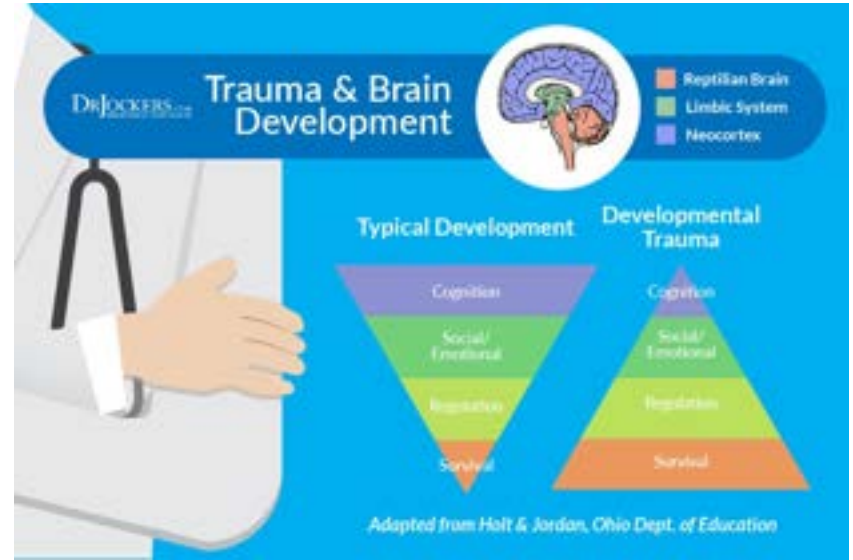 DRJOCKERS.COM
Trauma & Brain
Development
Reptilian Brain
Limbic System
Neocortex
Typical Development
Cognition
Social/
Emotional
Regulation
Survival
Developmental
Trauma
Cognition
Social/
Emotional
Regulation
Survival
Adapted from Holt & Jordan, Ohio Dept. of Education